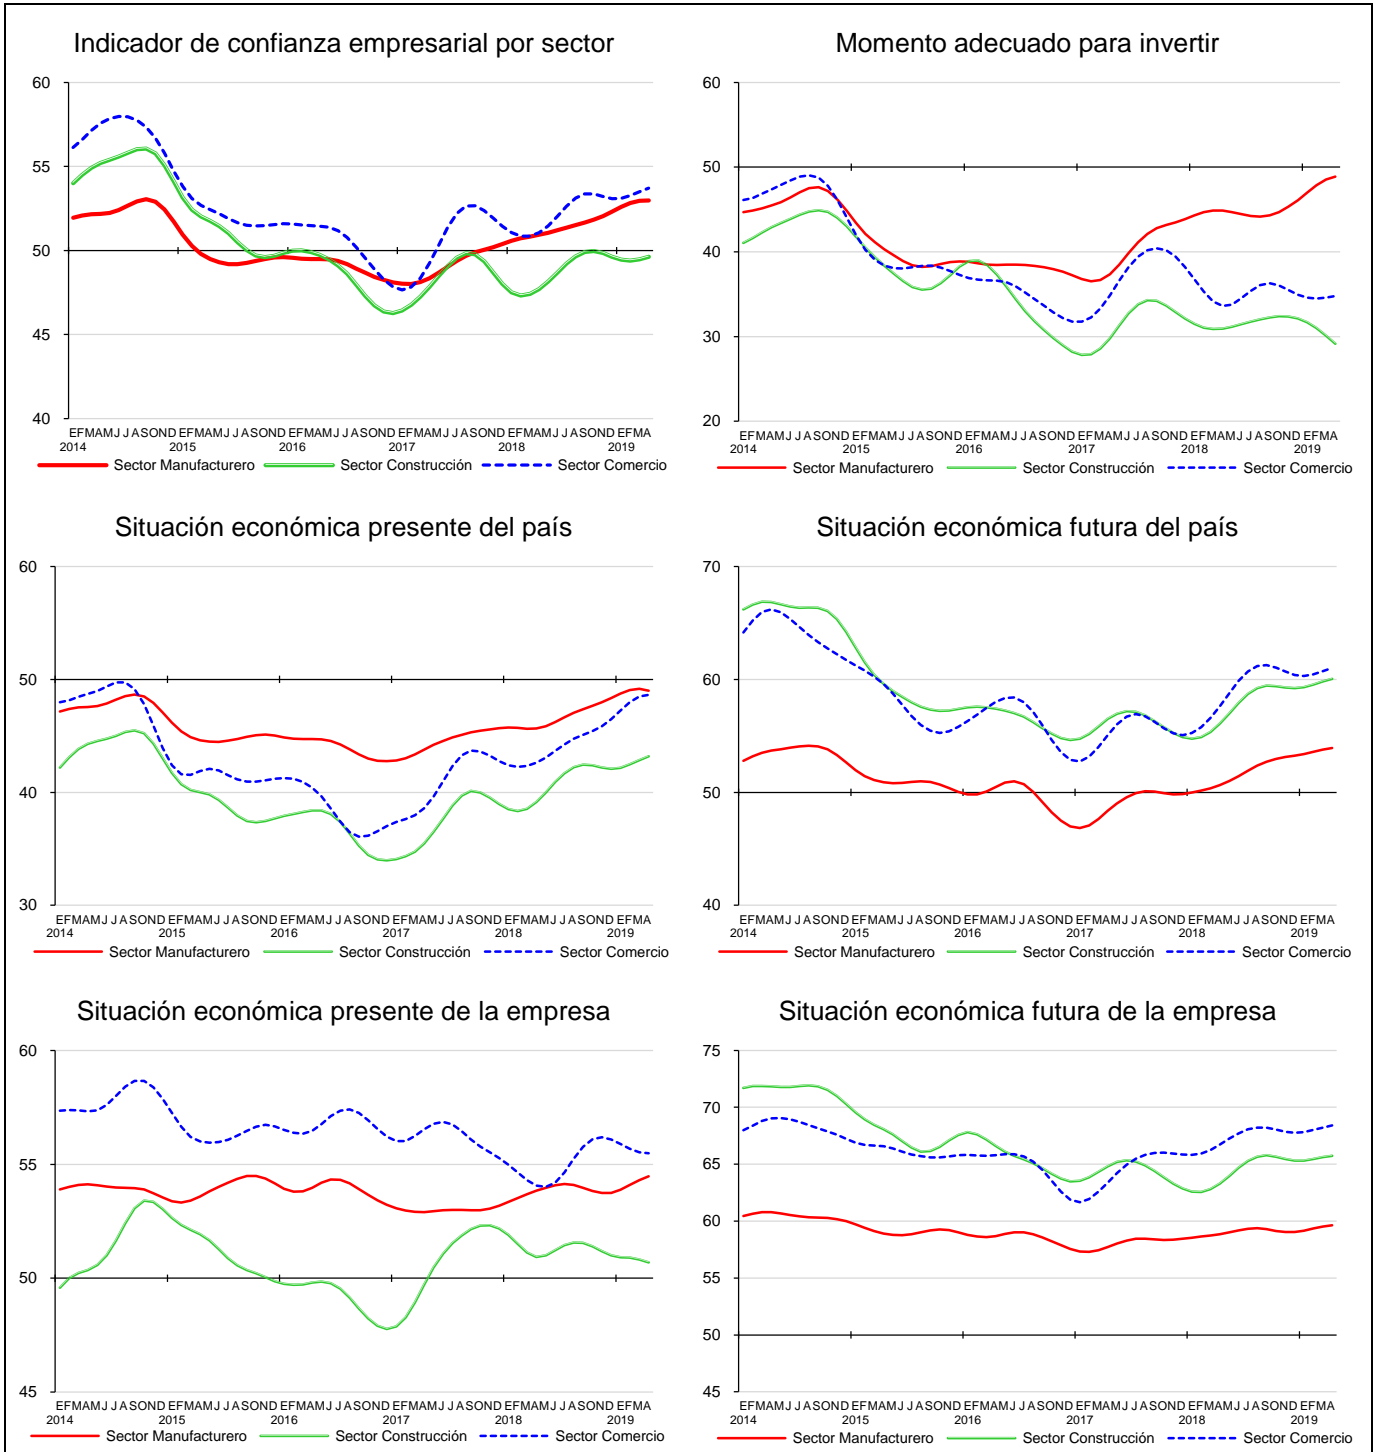 Indicador de confianza empresarial por sector
60
55
50
45
40
EFMAMJ J ASOND EFMAMJ J ASOND EFMAMJ J ASOND EFMAMJ J ASOND EFMAMJ J ASOND EFMA
2014 2015 2016 2017 2018 2019
Sector Manufacturero Sector Construcción Sector Comercio
Momento adecuado para invertir
60
50
40
30
20
EFMAMJ J ASOND EFMAMJ J ASOND EFMAMJ J ASOND EFMAMJ J ASOND EFMAMJ J ASOND EFMA
2014 2015 2016 2017 2018 2019
Sector Manufacturero Sector Construcción Sector Comercio
Situación económica presente del país
60
50
40
30
EFMAMJ J ASOND EFMAMJ J ASOND EFMAMJ J ASOND EFMAMJ J ASOND EFMAMJ J ASOND EFMA
2014 2015 2016 2017 2018 2019
Sector Manufacturero Sector Construcción Sector Comercio
Situación económica futura del país
70
60
50
40
EFMAMJ J ASOND EFMAMJ J ASOND EFMAMJ J ASOND EFMAMJ J ASOND EFMAMJ J ASOND EFMA
2014 2015 2016 2017 2018 2019
Sector Manufacturero Sector Construcción Sector Comercio
Situación económica presente de la empresa
60
55
50
45
EFMAMJ J ASOND EFMAMJ J ASOND EFMAMJ J ASOND EFMAMJ J ASOND EFMAMJ J ASOND EFMA
2014 2015 2016 2017 2018 2019
Sector Manufacturero Sector Construcción Sector Comercio
Situación económica futura de la empresa
75
70
65
60
55
50
45
EFMAMJ J ASOND EFMAMJ J ASOND EFMAMJ J ASOND EFMAMJ J ASOND EFMAMJ J ASOND EFMA
2014 2015 2016 2017 2018 2019
Sector Manufacturero Sector Construcción Sector Comercio